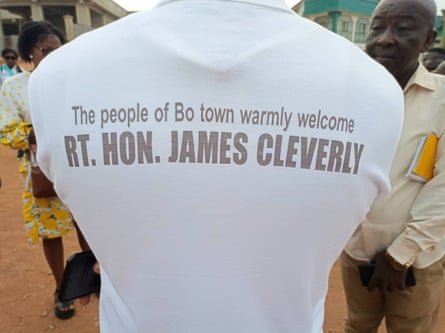 The people of Bo town warmly welcome
RT. HON. JAMES CLEVERLY